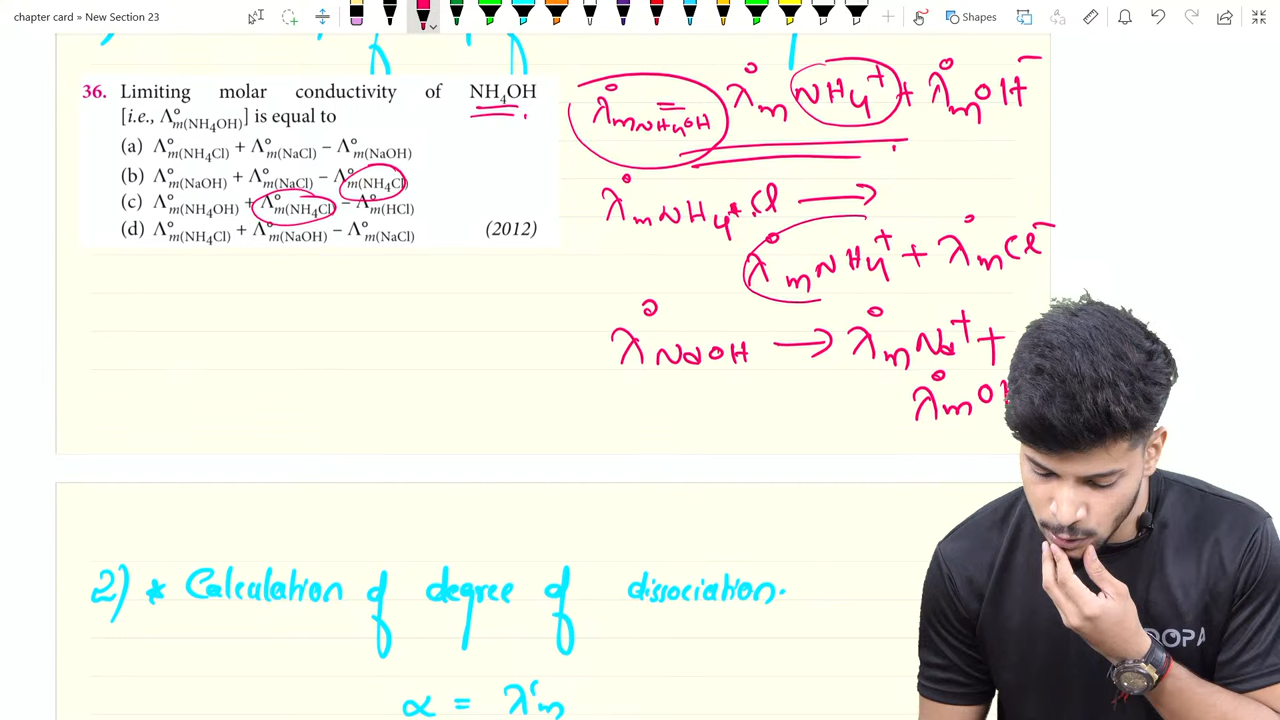 chapter card » New Section 23
Shapes
36. Limiting molar conductivity of NH₄OH
[i.e., Λ°m(NH₄OH)] is equal to
(a) Λ°m(NH₄Cl) + Λ°m(NaCl) – Λ°m(NaOH)
(b) Λ°m(NaOH) + Λ°m(NaCl) – Λ°m(NH₄Cl)
(c) Λ°m(NH₄OH) + Λ°m(NH₄Cl) – Λ°m(HCl)
(d) Λ°m(NH₄Cl) + Λ°m(NaOH) – Λ°m(NaCl) (2012)
λ°m NH₄OH = λ°m NH₄⁺ + λ°m OH⁻
λ°m NH₄⁺.Cl →
λ°m NH₄⁺ + λ°m Cl⁻
λ° NaOH → λ°m Na⁺ +
λ°m
2) * Calculation of degree of dissociation.
α = λᶜm